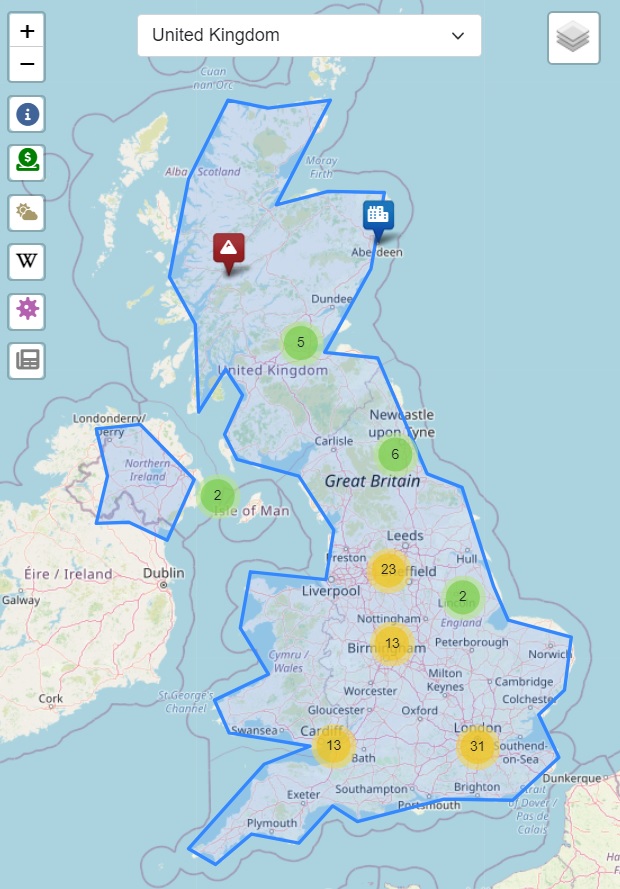 +
United Kingdom
−
Cuan
nan Orc
i
$
Moray
Firth
Alba / Scotland
W
Aberdeen
Dundee
5
United Kingdom
Londonderry/
Derry
Newcastle
upon Tyne
Carlisle
6
Northern
Ireland
Great Britain
2
Isle of Man
Leeds
Preston
Hull
23
Sheffield
Éire / Ireland
Dublin
Liverpool
2
Lincoln
Galway
Nottingham
England
13
Birmingham
Peterborough
Norwich
Cymru /
Wales
Milton
Keynes
Cambridge
Worcester
Colchester
Cork
St George's
Channel
Gloucester
Oxford
Swansea
Cardiff
London
13
31
Southend-
on-Sea
Bath
Dunkerque
Exeter
Southampton
Brighton
Strait
of Dover /
Pas de
Calais
Portsmouth
Plymouth
Ha
F